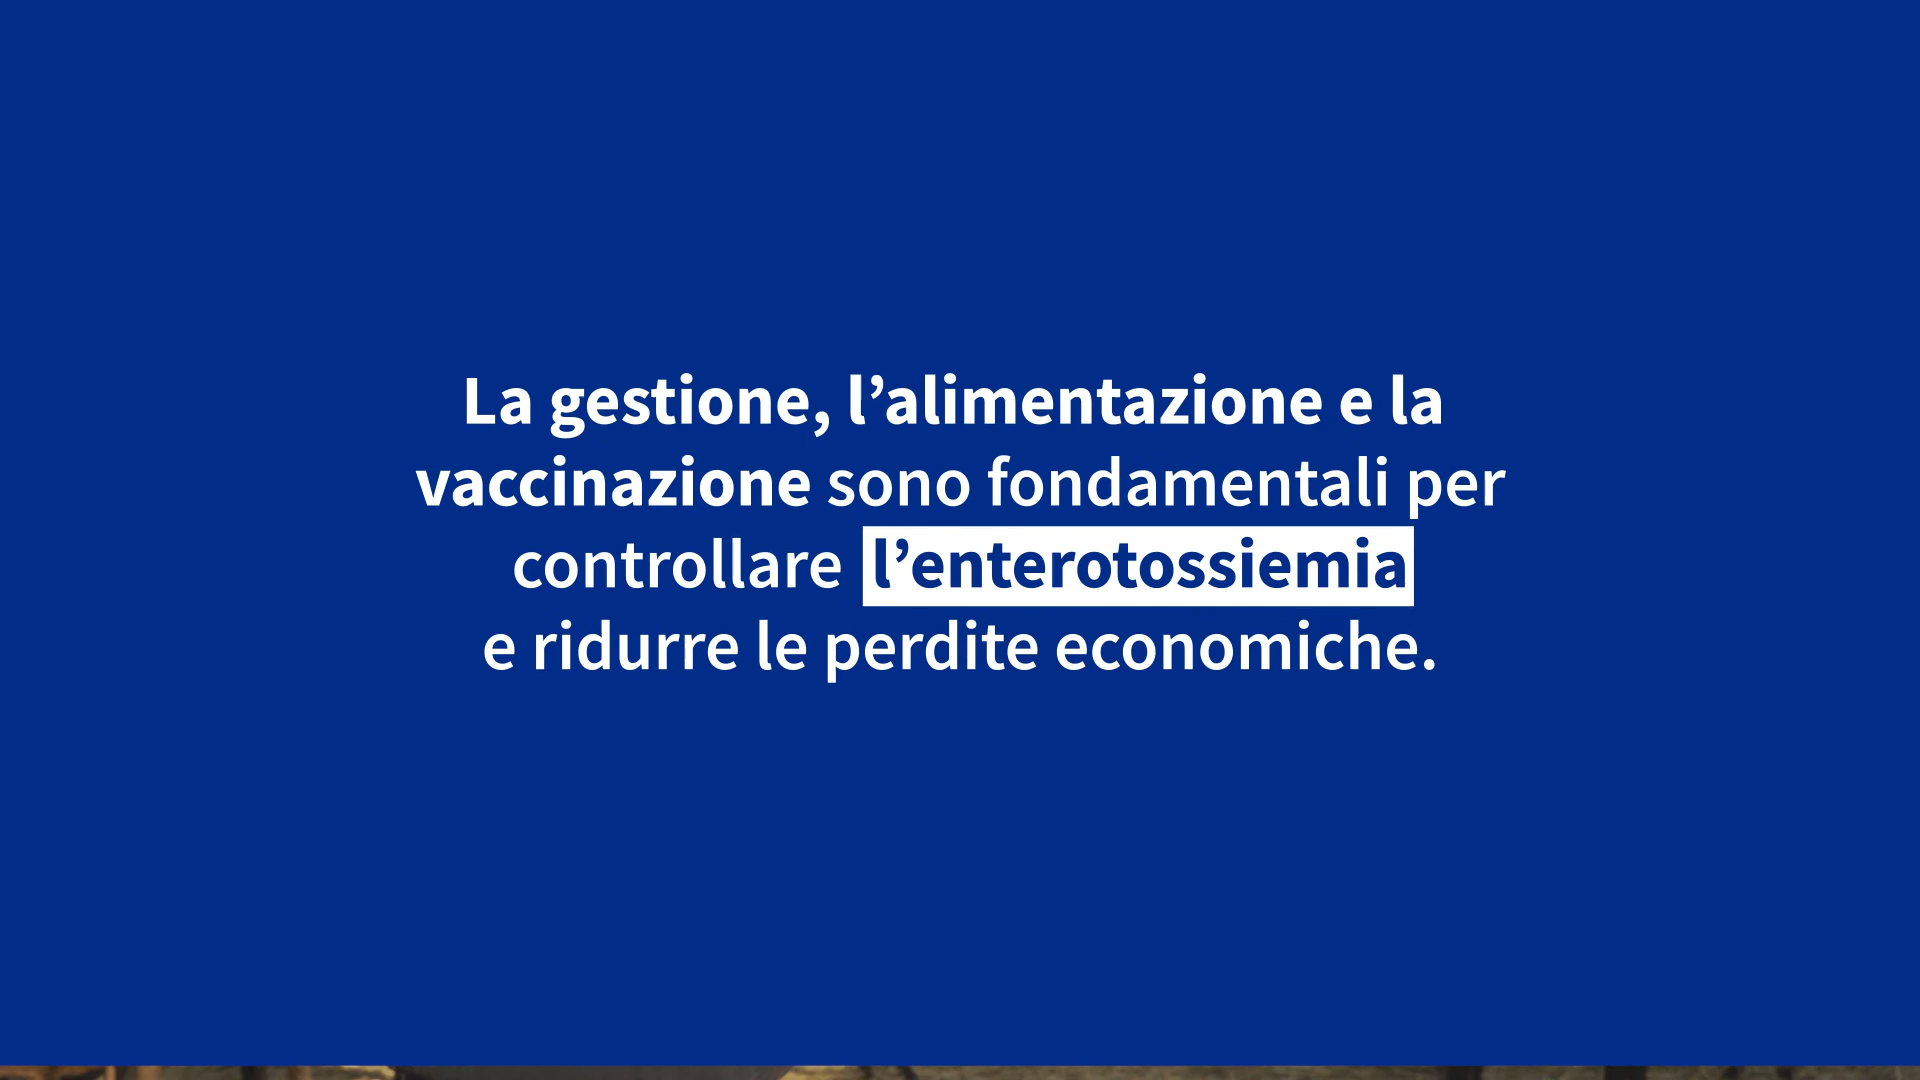 La gestione, l’alimentazione e la
vaccinazione sono fondamentali per
controllare l’enterotossiemia
e ridurre le perdite economiche.